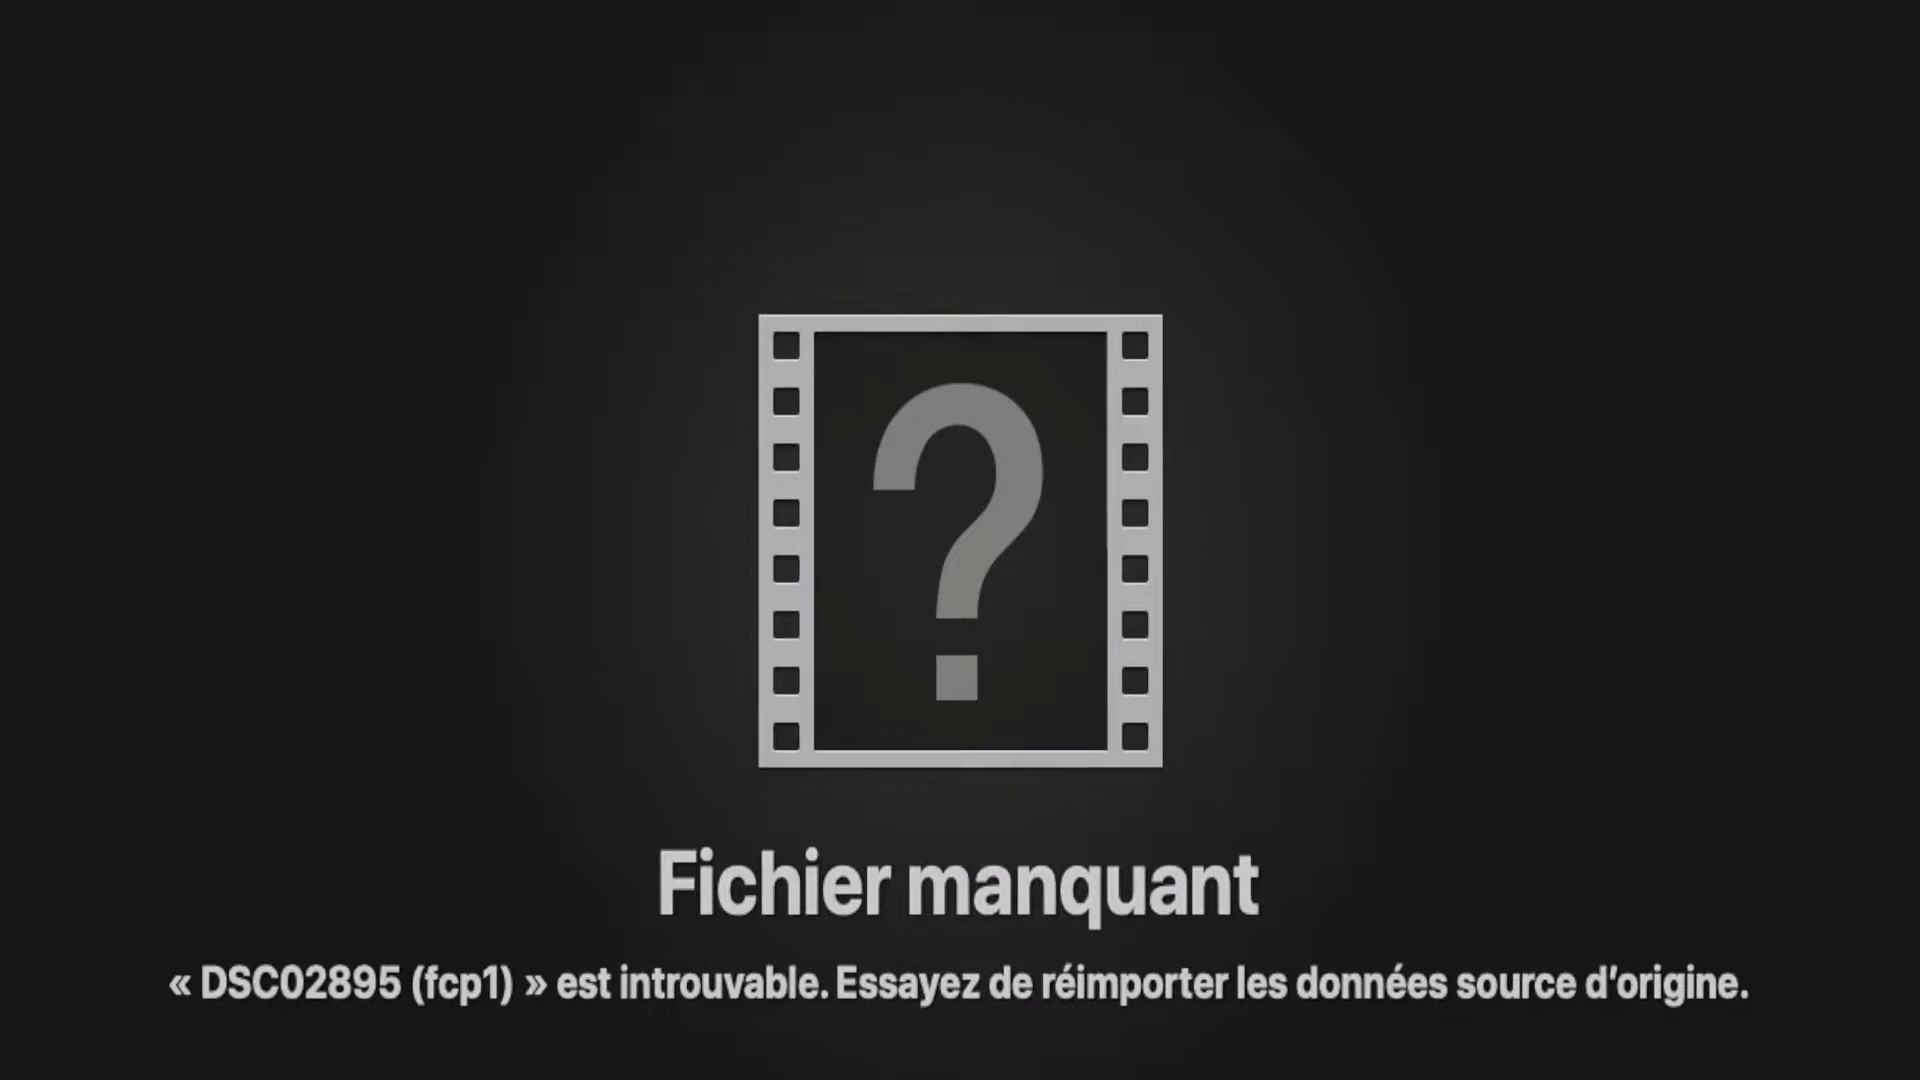 ?
Fichier manquant
« DSC02895 (fcp1) » est introuvable. Essayez de réimporter les données source d’origine.